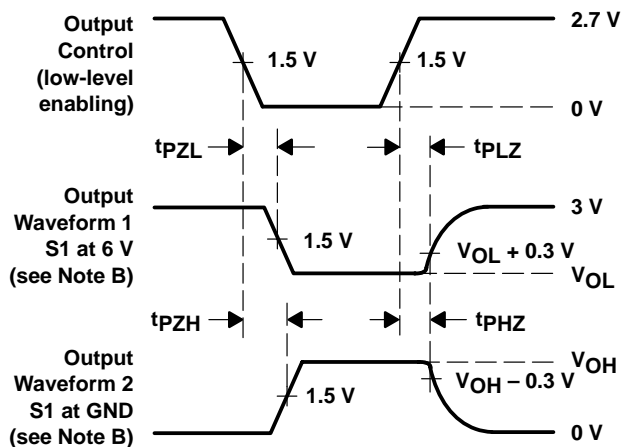 Output
Control
(low-level
enabling)
2.7 V
1.5 V
1.5 V
0 V
tPZL
tPLZ
Output
Waveform 1
S1 at 6 V
(see Note B)
3 V
1.5 V
VOL + 0.3 V
VOL
tPZH
tPHZ
Output
Waveform 2
S1 at GND
(see Note B)
VOH
1.5 V
VOH – 0.3 V
0 V